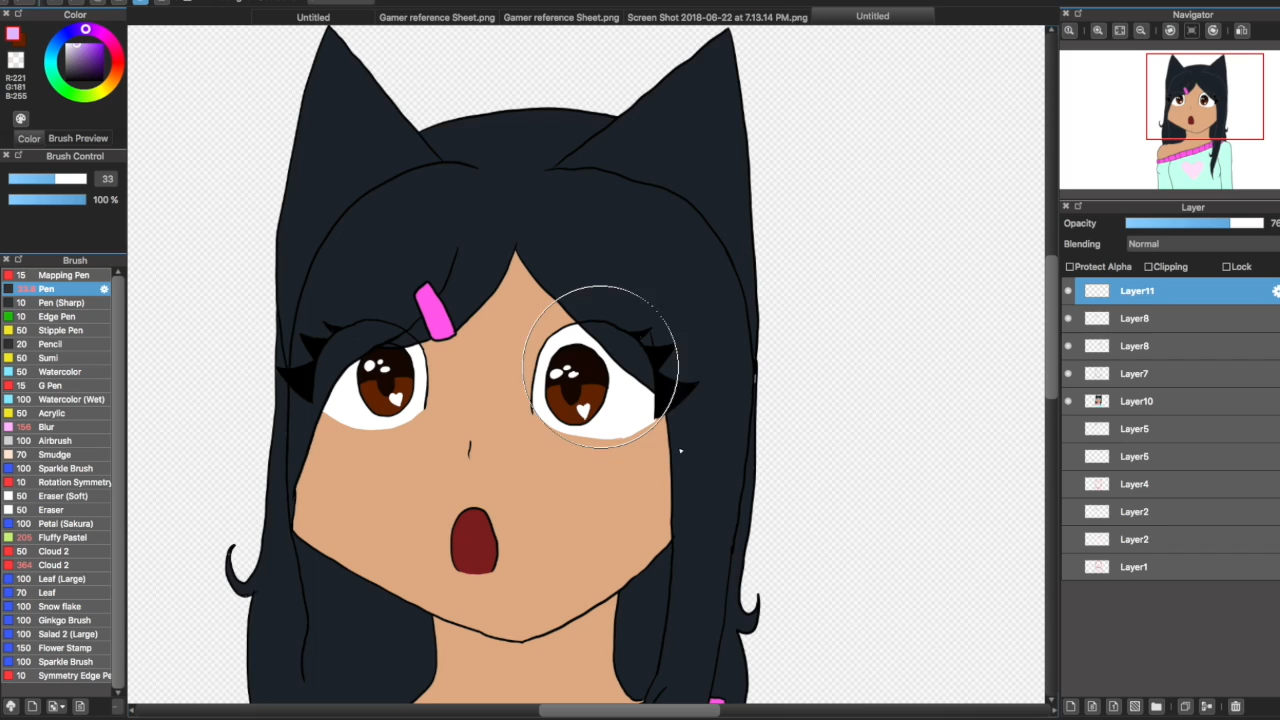 Untitled
Gamer reference Sheet.png
Gamer reference Sheet.png
Screen Shot 2018-06-22 at 7.13.14 PM.png
Untitled
Color
R:221
G:181
B:255
Color
Brush Preview
Brush Control
33
100 %
Brush
15 Mapping Pen
33.8 Pen
10 Pen (Sharp)
10 Edge Pen
50 Stipple Pen
20 Pencil
50 Sumi
50 Watercolor
15 G Pen
100 Watercolor (Wet)
50 Acrylic
156 Blur
100 Airbrush
70 Smudge
100 Sparkle Brush
10 Rotation Symmetry
50 Eraser (Soft)
50 Eraser
100 Petal (Sakura)
205 Fluffy Pastel
50 Cloud 2
364 Cloud 2
100 Leaf (Large)
70 Leaf
100 Snow flake
100 Ginkgo Brush
100 Salad 2 (Large)
150 Flower Stamp
100 Sparkle Brush
10 Symmetry Edge Pe
Navigator
Layer
Opacity
76
Blending Normal
Protect Alpha Clipping Lock
Layer11
Layer8
Layer8
Layer7
Layer10
Layer5
Layer5
Layer4
Layer2
Layer2
Layer1